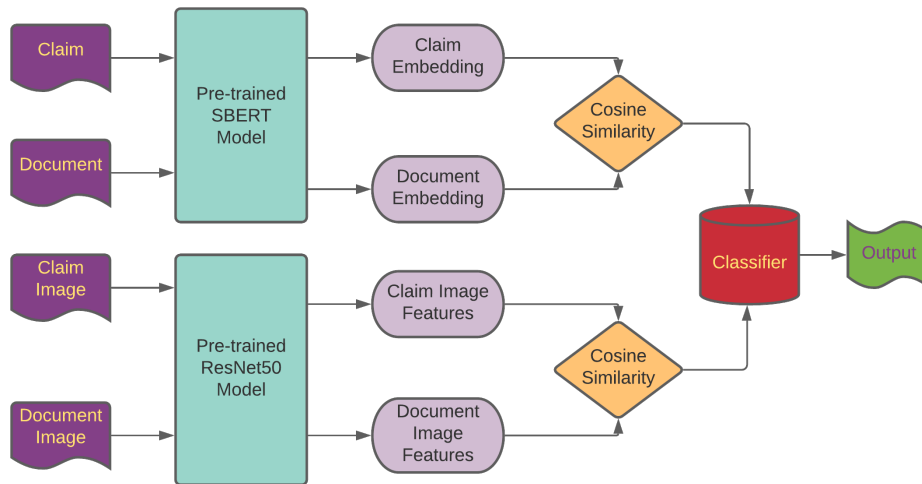 Claim
Document
Pre-trained
SBERT
Model
Claim
Embedding
Document
Embedding
Cosine
Similarity
Claim
Image
Document
Image
Pre-trained
ResNet50
Model
Claim Image
Features
Document
Image
Features
Cosine
Similarity
Classifier
Output